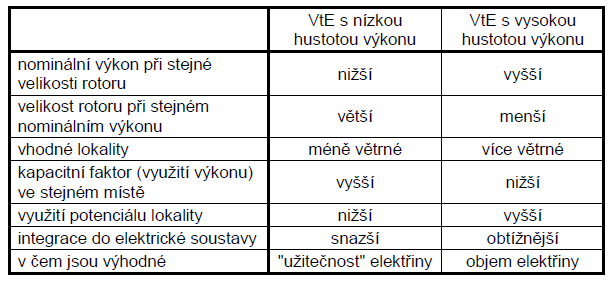 VtE s nízkou
hustotou výkonu
VtE s vysokou
hustotou výkonu
nominální výkon při stejné
velikosti rotoru
nižší
vyšší
velikost rotoru při stejném
nominálním výkonu
větší
menší
vhodné lokality
méně větrné
více větrné
kapacitní faktor (využití výkonu)
ve stejném místě
vyšší
nižší
využití potenciálu lokality
nižší
vyšší
integrace do elektrické soustavy
snazší
obtížnější
v čem jsou výhodné
"užitečnost" elektřiny
objem elektřiny